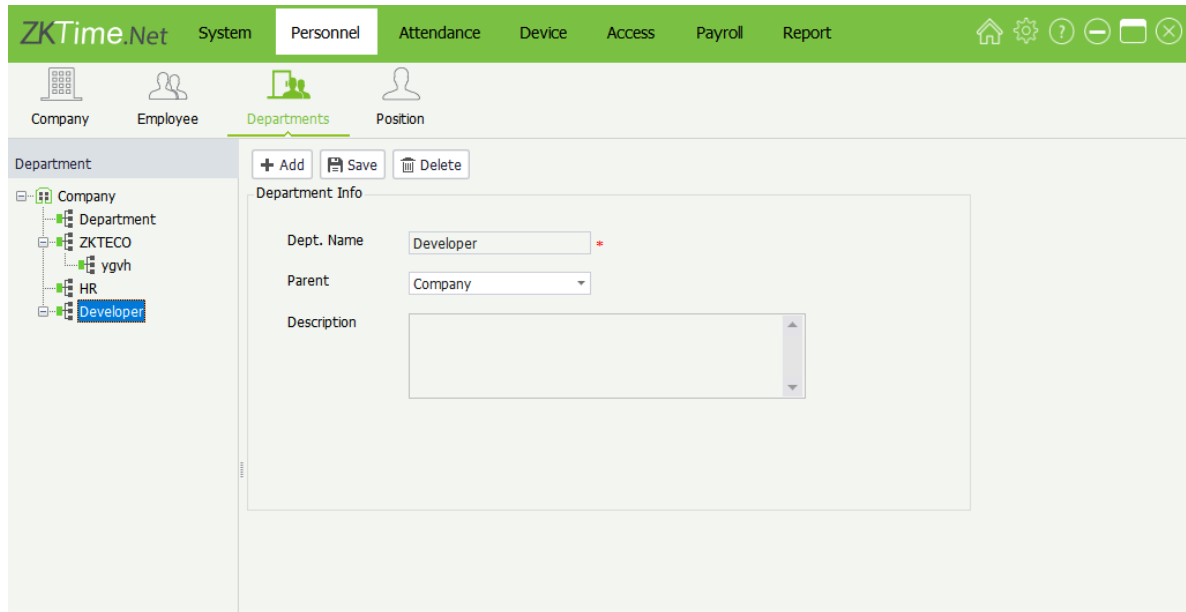 ZKTime.Net System Personnel Attendance Device Access Payroll Report
Company Employee Departments Position
Department
Add Save Delete
Company
Department
ZKTECO
ygvh
HR
Developer
Department Info
Dept. Name Developer *
Parent Company
Description